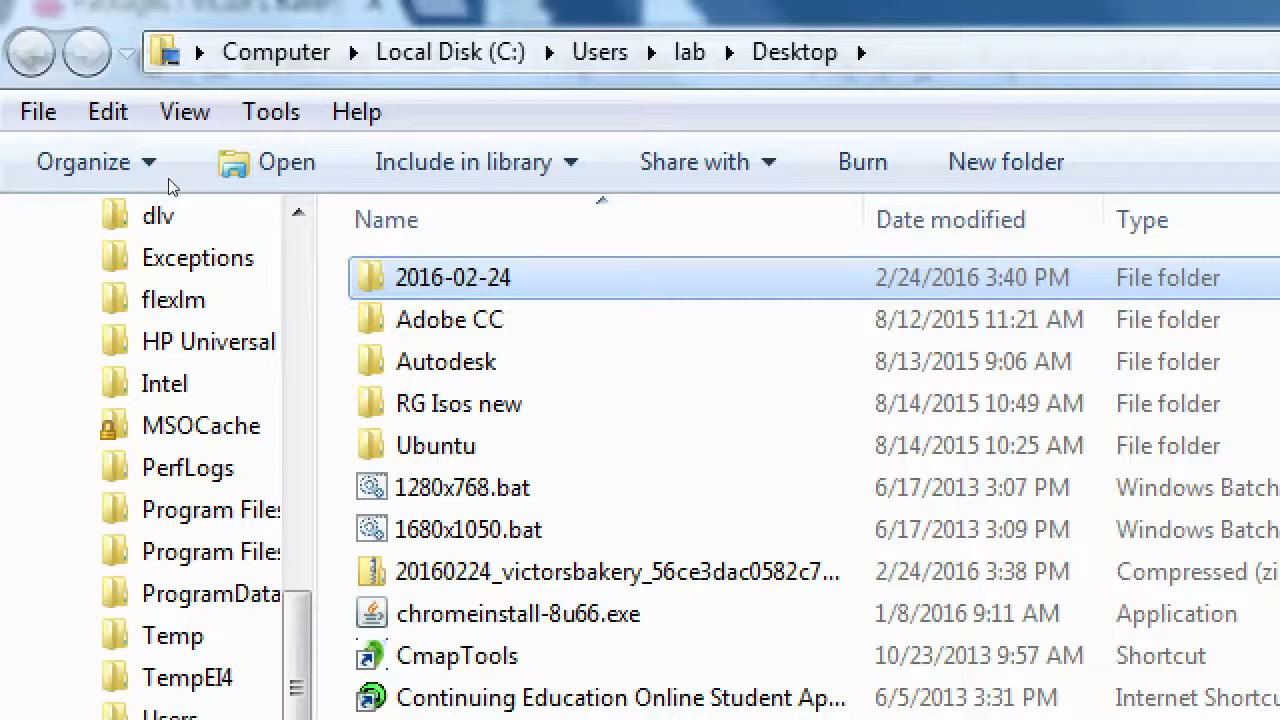 Computer Local Disk (C:) Users lab Desktop
File Edit View Tools Help
Organize Open Include in library Share with Burn New folder
Name Date modified Type
dlv
Exceptions
flexlm
HP Universal
Intel
MSOCache
PerfLogs
Program Files
Program Files
ProgramData
Temp
TempEI4
Users
2016-02-24 2/24/2016 3:40 PM File folder
Adobe CC 8/12/2015 11:21 AM File folder
Autodesk 8/13/2015 9:06 AM File folder
RG Isos new 8/14/2015 10:49 AM File folder
Ubuntu 8/14/2015 10:25 AM File folder
1280x768.bat 6/17/2013 3:07 PM Windows Batch
1680x1050.bat 6/17/2013 3:09 PM Windows Batch
20160224_victorsbakery_56ce3dac0582c7... 2/24/2016 3:38 PM Compressed (zi
chromeinstall-8u66.exe 1/8/2016 9:11 AM Application
CmapTools 10/23/2013 9:57 AM Shortcut
Continuing Education Online Student Ap... 6/5/2013 3:31 PM Internet Shortc